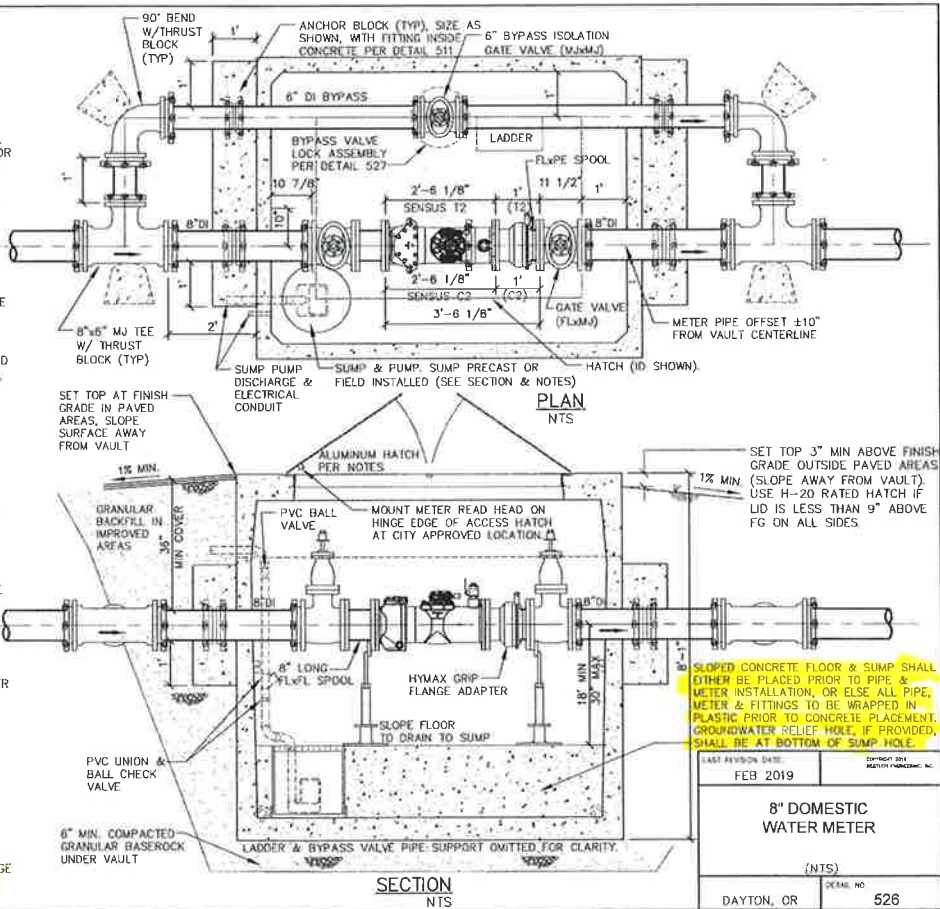 90° BEND
W/THRUST
BLOCK
(TYP)
1'
ANCHOR BLOCK (TYP), SIZE AS
SHOWN, WITH FITTING INSIDE
CONCRETE PER DETAIL 511
6" BYPASS ISOLATION
GATE VALVE (MJxMJ)
1'
6" DI BYPASS
1'
OR
BYPASS VALVE
LOCK ASSEMBLY
PER DETAIL 527
LADDER
FLxPE SPOOL
1'
10 7/8"
2'-6 1/8"
1'
11 1/2"
1'
SENSUS T2
(T2)
10"
8"DI
8"DI
2'-6 1/8"
1'
SENSUS C2
(C2)
3'-6 1/8"
1'
GATE VALVE
(FLxMJ)
METER PIPE OFFSET ±10"
FROM VAULT CENTERLINE
8"x6" MJ TEE
W/ THRUST
BLOCK (TYP)
2'
SUMP PUMP
DISCHARGE &
ELECTRICAL
CONDUIT
SUMP & PUMP. SUMP PRECAST OR
FIELD INSTALLED (SEE SECTION & NOTES)
HATCH (ID SHOWN).
PLAN
NTS
SET TOP AT FINISH
GRADE IN PAVED
AREAS, SLOPE
SURFACE AWAY
FROM VAULT
1% MIN.
ALUMINUM HATCH
PER NOTES
SET TOP 3" MIN ABOVE FINISH
GRADE OUTSIDE PAVED AREAS
(SLOPE AWAY FROM VAULT).
USE H-20 RATED HATCH IF
LID IS LESS THAN 9" ABOVE
FG ON ALL SIDES
1% MIN.
GRANULAR
BACKFILL IN
IMPROVED
AREAS
36"
MIN COVER
PVC BALL
VALVE
MOUNT METER READ HEAD ON
HINGE EDGE OF ACCESS HATCH
AT CITY APPROVED LOCATION
8"DI
8"DI
1'
8" LONG
FLxFL SPOOL
HYMAX GRIP
FLANGE ADAPTER
18" MIN
30" MAX
8'-1"
SLOPE FLOOR
TO DRAIN TO SUMP
SLOPED CONCRETE FLOOR & SUMP SHALL
EITHER BE PLACED PRIOR TO PIPE &
METER INSTALLATION, OR ELSE ALL PIPE,
METER & FITTINGS TO BE WRAPPED IN
PLASTIC PRIOR TO CONCRETE PLACEMENT.
GROUNDWATER RELIEF HOLE, IF PROVIDED,
SHALL BE AT BOTTOM OF SUMP HOLE.
PVC UNION &
BALL CHECK
VALVE
6" MIN. COMPACTED
GRANULAR BASEROCK
UNDER VAULT
LADDER & BYPASS VALVE PIPE SUPPORT OMITTED FOR CLARITY.
SECTION
NTS
LAST REVISION DATE:
FEB 2019
8" DOMESTIC
WATER METER
(NTS)
DAYTON, OR
DETAIL NO
526